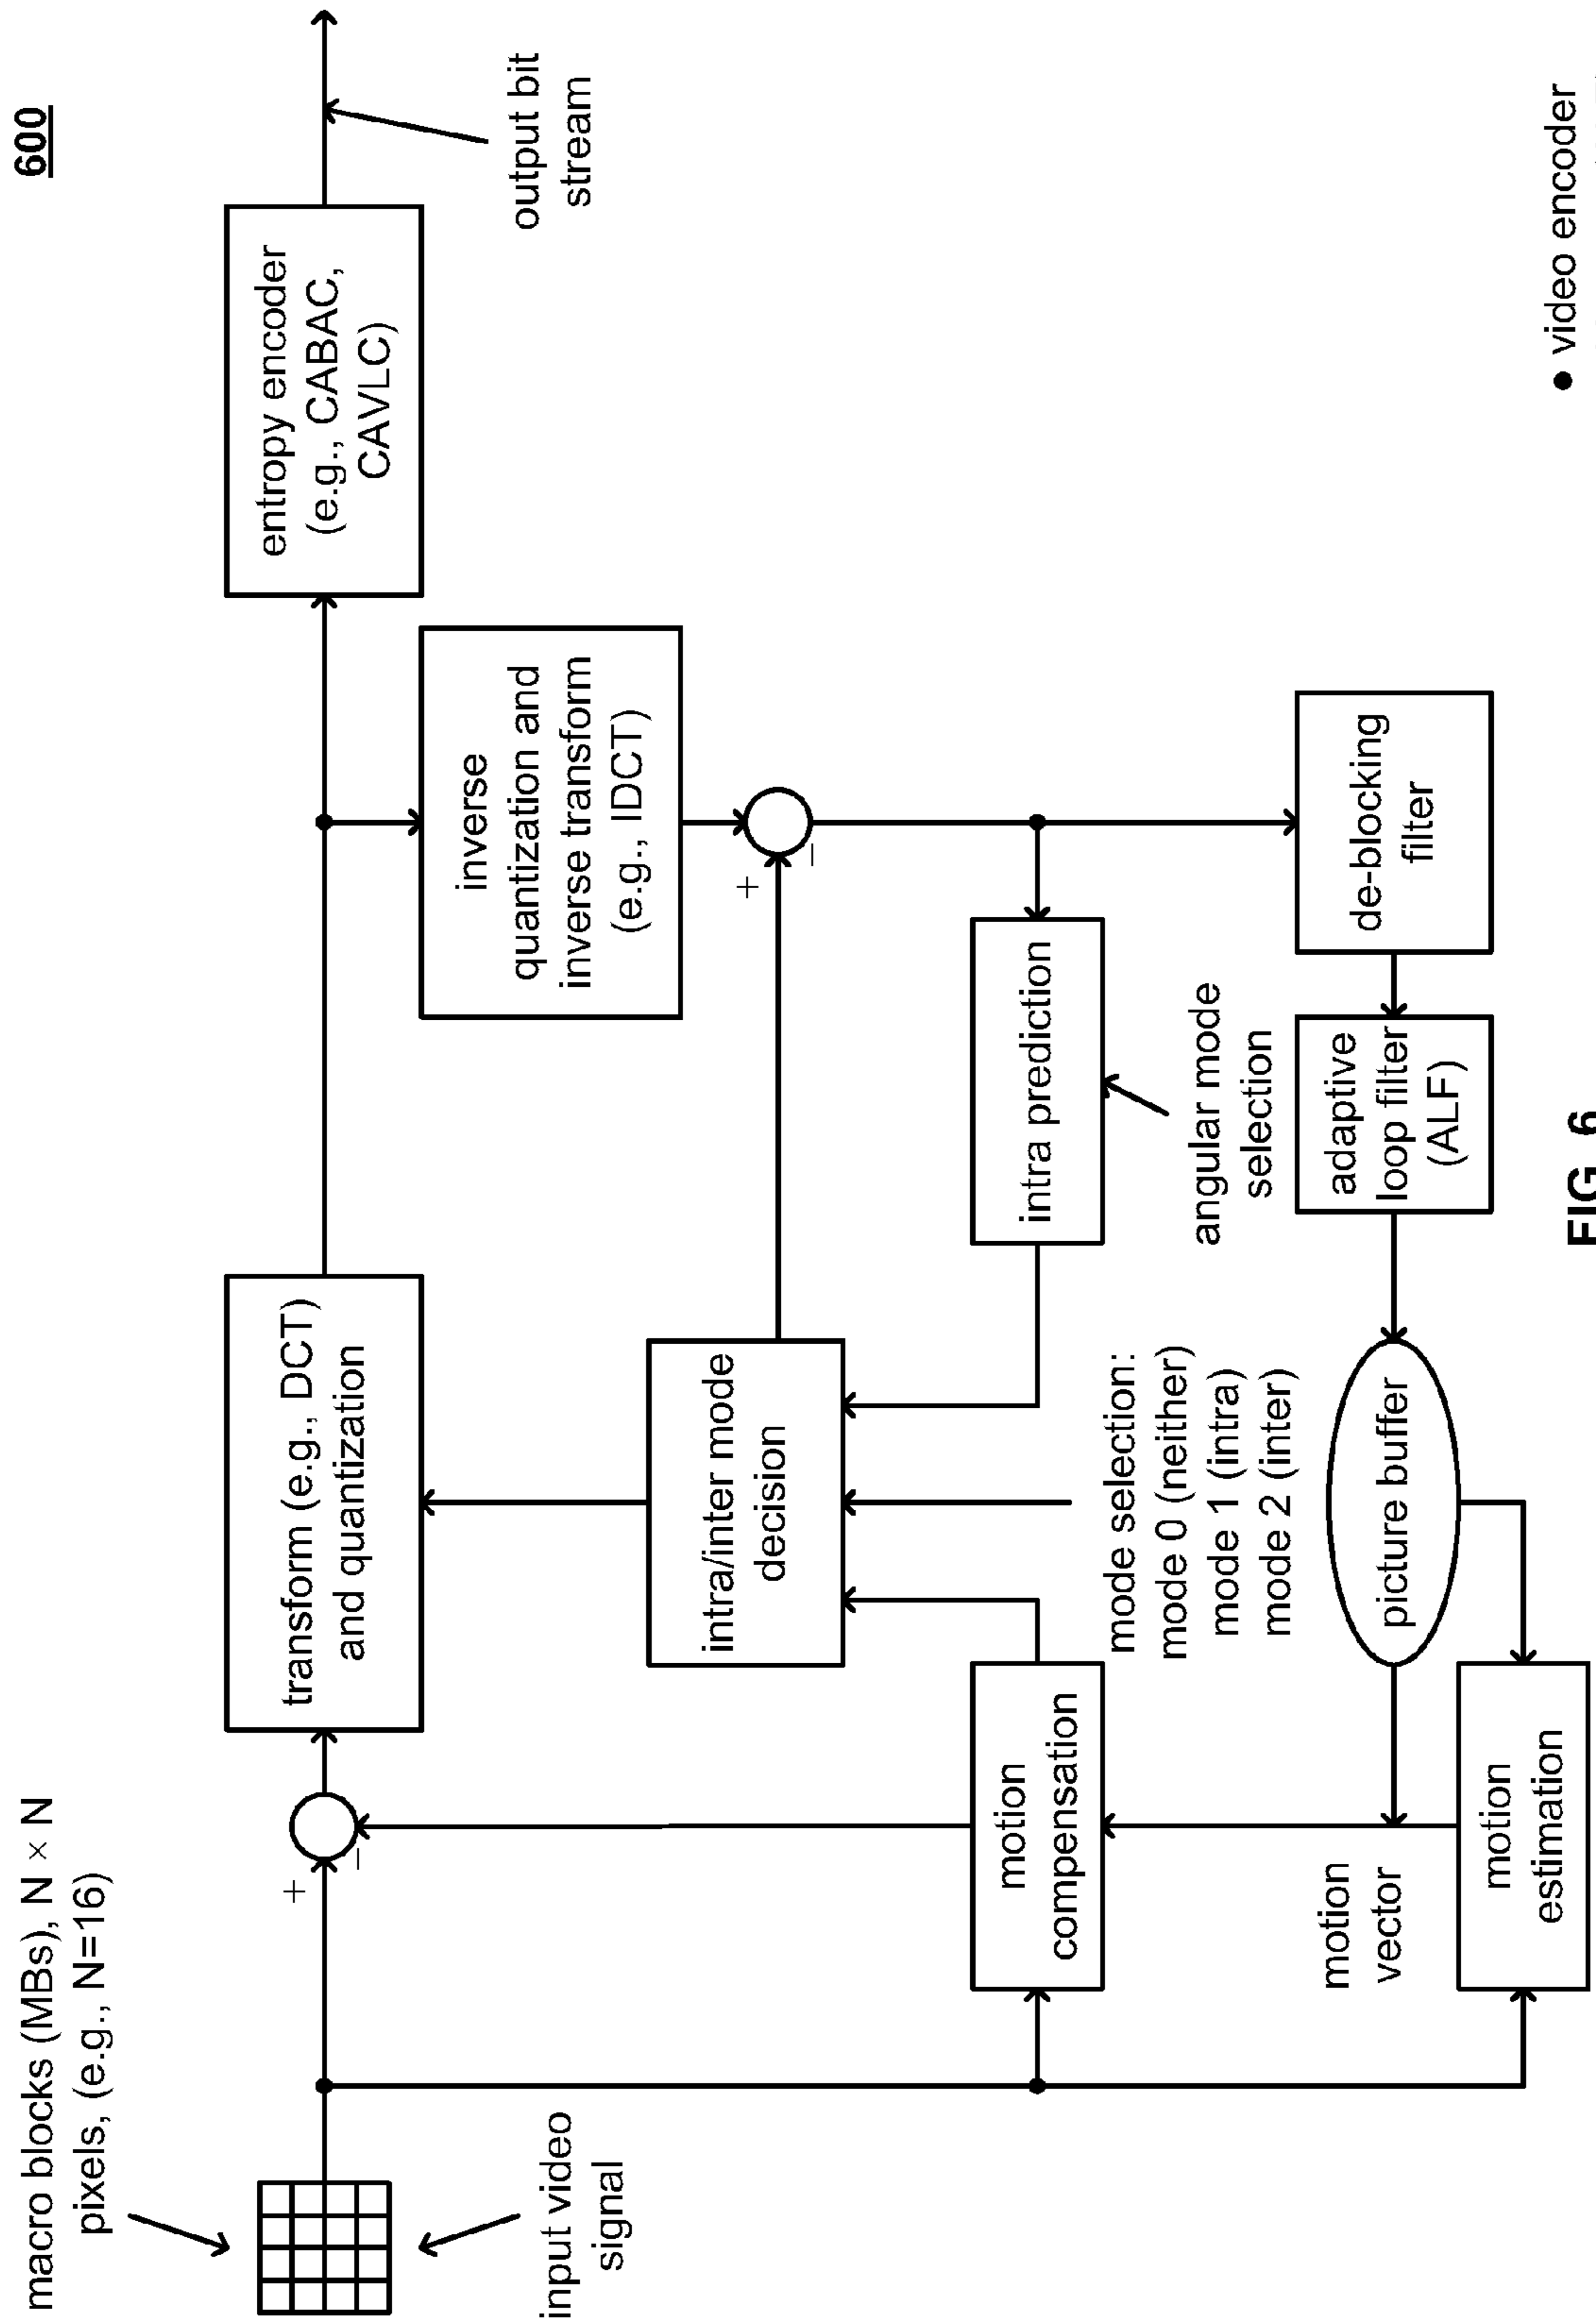 600
macro blocks (MBs), N × N
pixels, (e.g., N=16)
input video
signal
+
−
transform (e.g., DCT)
and quantization
entropy encoder
(e.g., CABAC,
CAVLC)
output bit
stream
inverse
quantization and
inverse transform
(e.g., IDCT)
+
−
intra/inter mode
decision
mode selection:
mode 0 (neither)
mode 1 (intra)
mode 2 (inter)
motion
compensation
intra prediction
angular mode
selection
motion
vector
motion
estimation
picture buffer
adaptive
loop filter
(ALF)
de-blocking
filter
FIG. 6
• video encoder